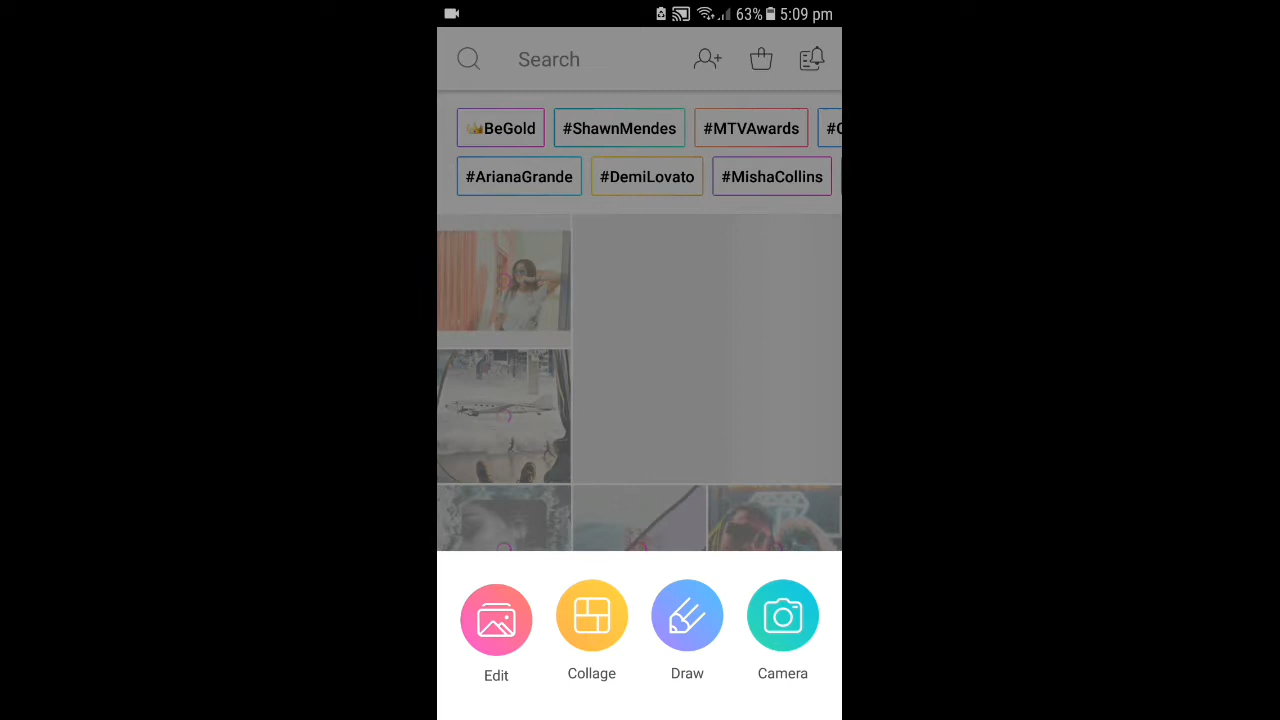 63% 5:09 pm
Search
👑BeGold #ShawnMendes #MTVAwards
#ArianaGrande #DemiLovato #MishaCollins
Edit Collage Draw Camera